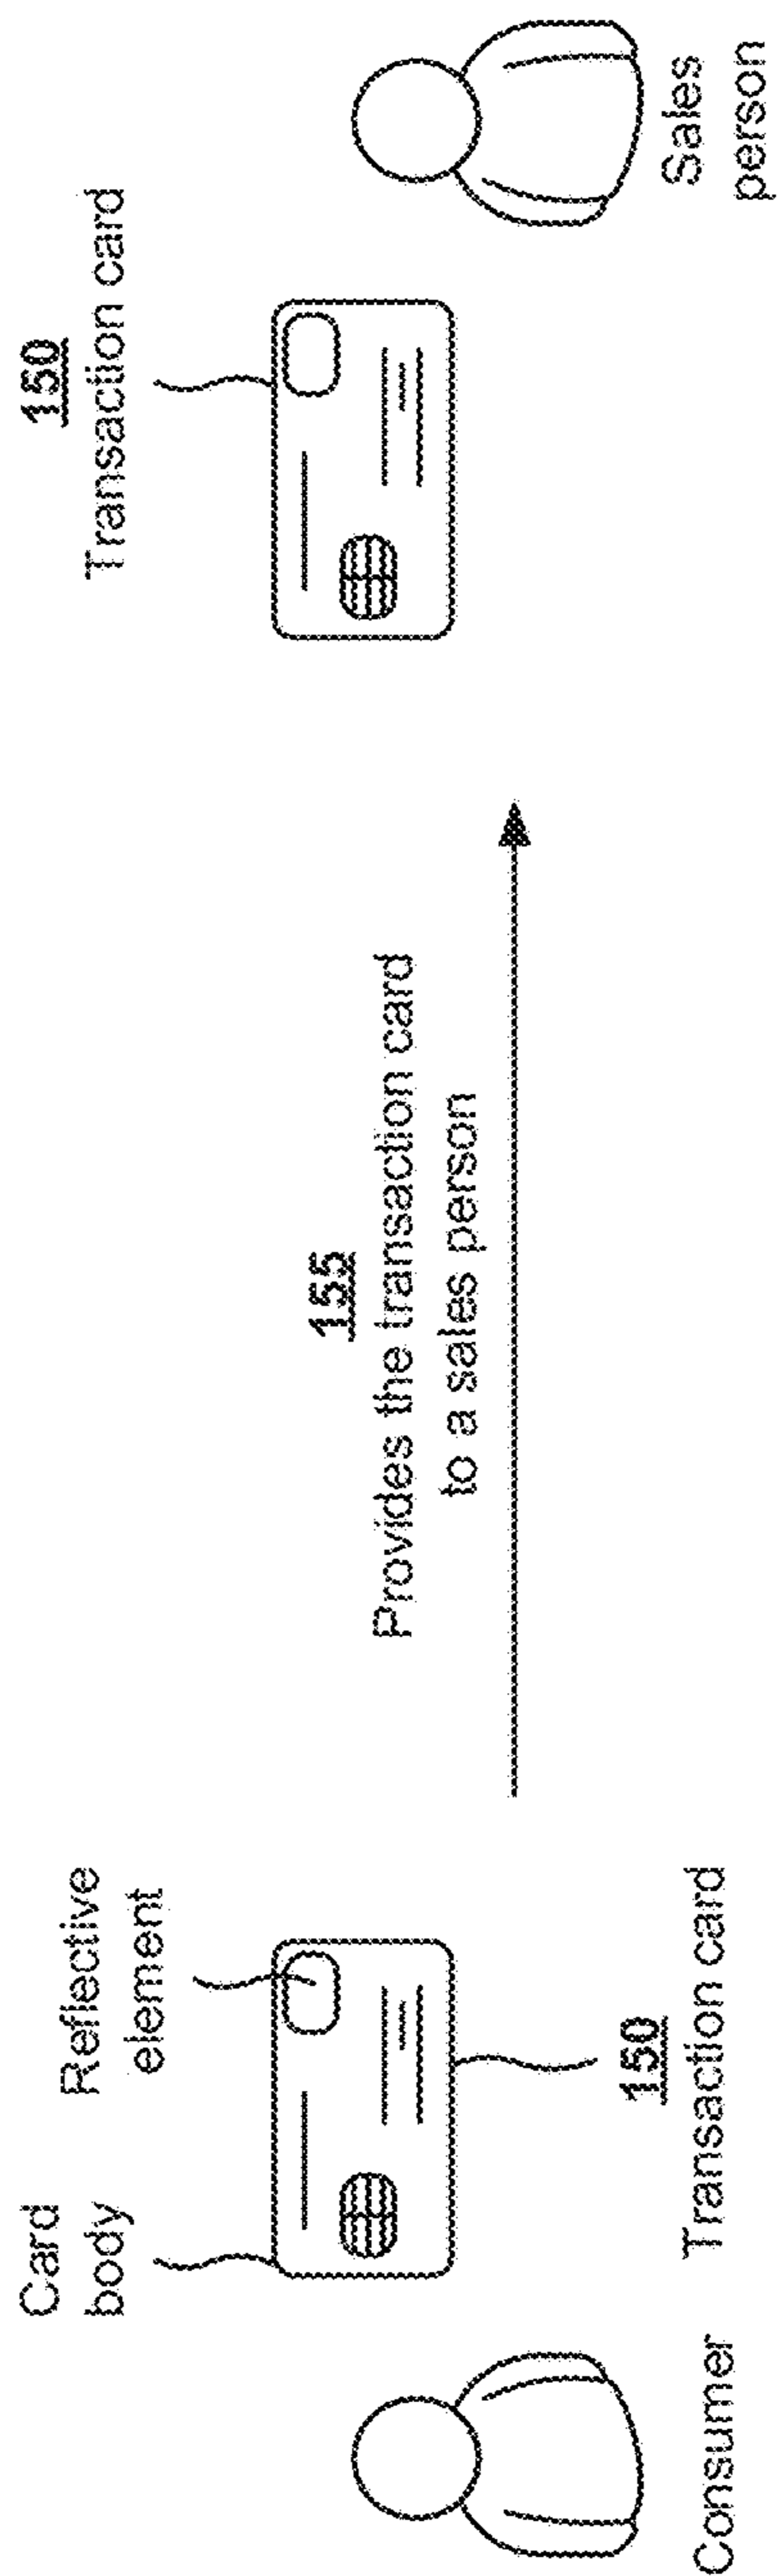 Card
body
Reflective
element
150
Transaction card
Consumer
155
Provides the transaction card
to a sales person
150
Transaction card
Sales
person